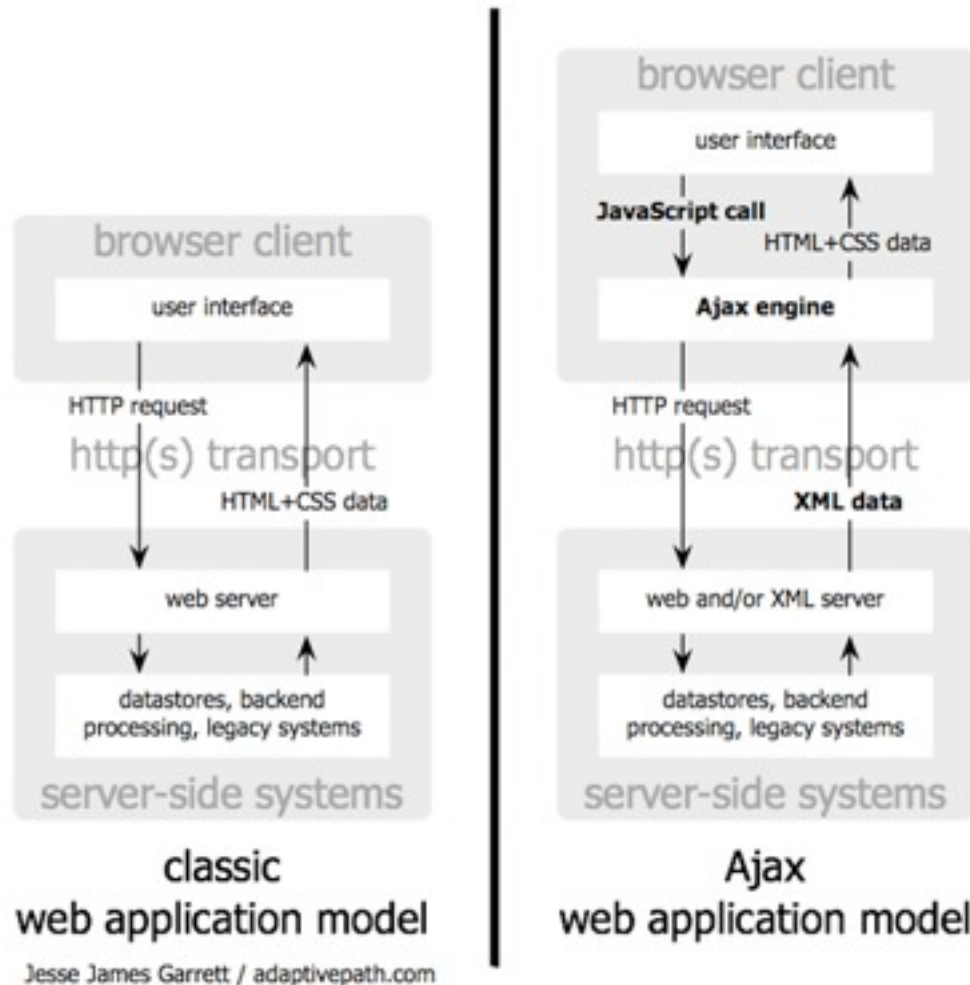 browser client
user interface
HTTP request
http(s) transport
HTML+CSS data
web server
datastores, backend
processing, legacy systems
server-side systems
classic
web application model
Jesse James Garrett / adaptivepath.com
browser client
user interface
JavaScript call
HTML+CSS data
Ajax engine
HTTP request
http(s) transport
XML data
web and/or XML server
datastores, backend
processing, legacy systems
server-side systems
Ajax
web application model